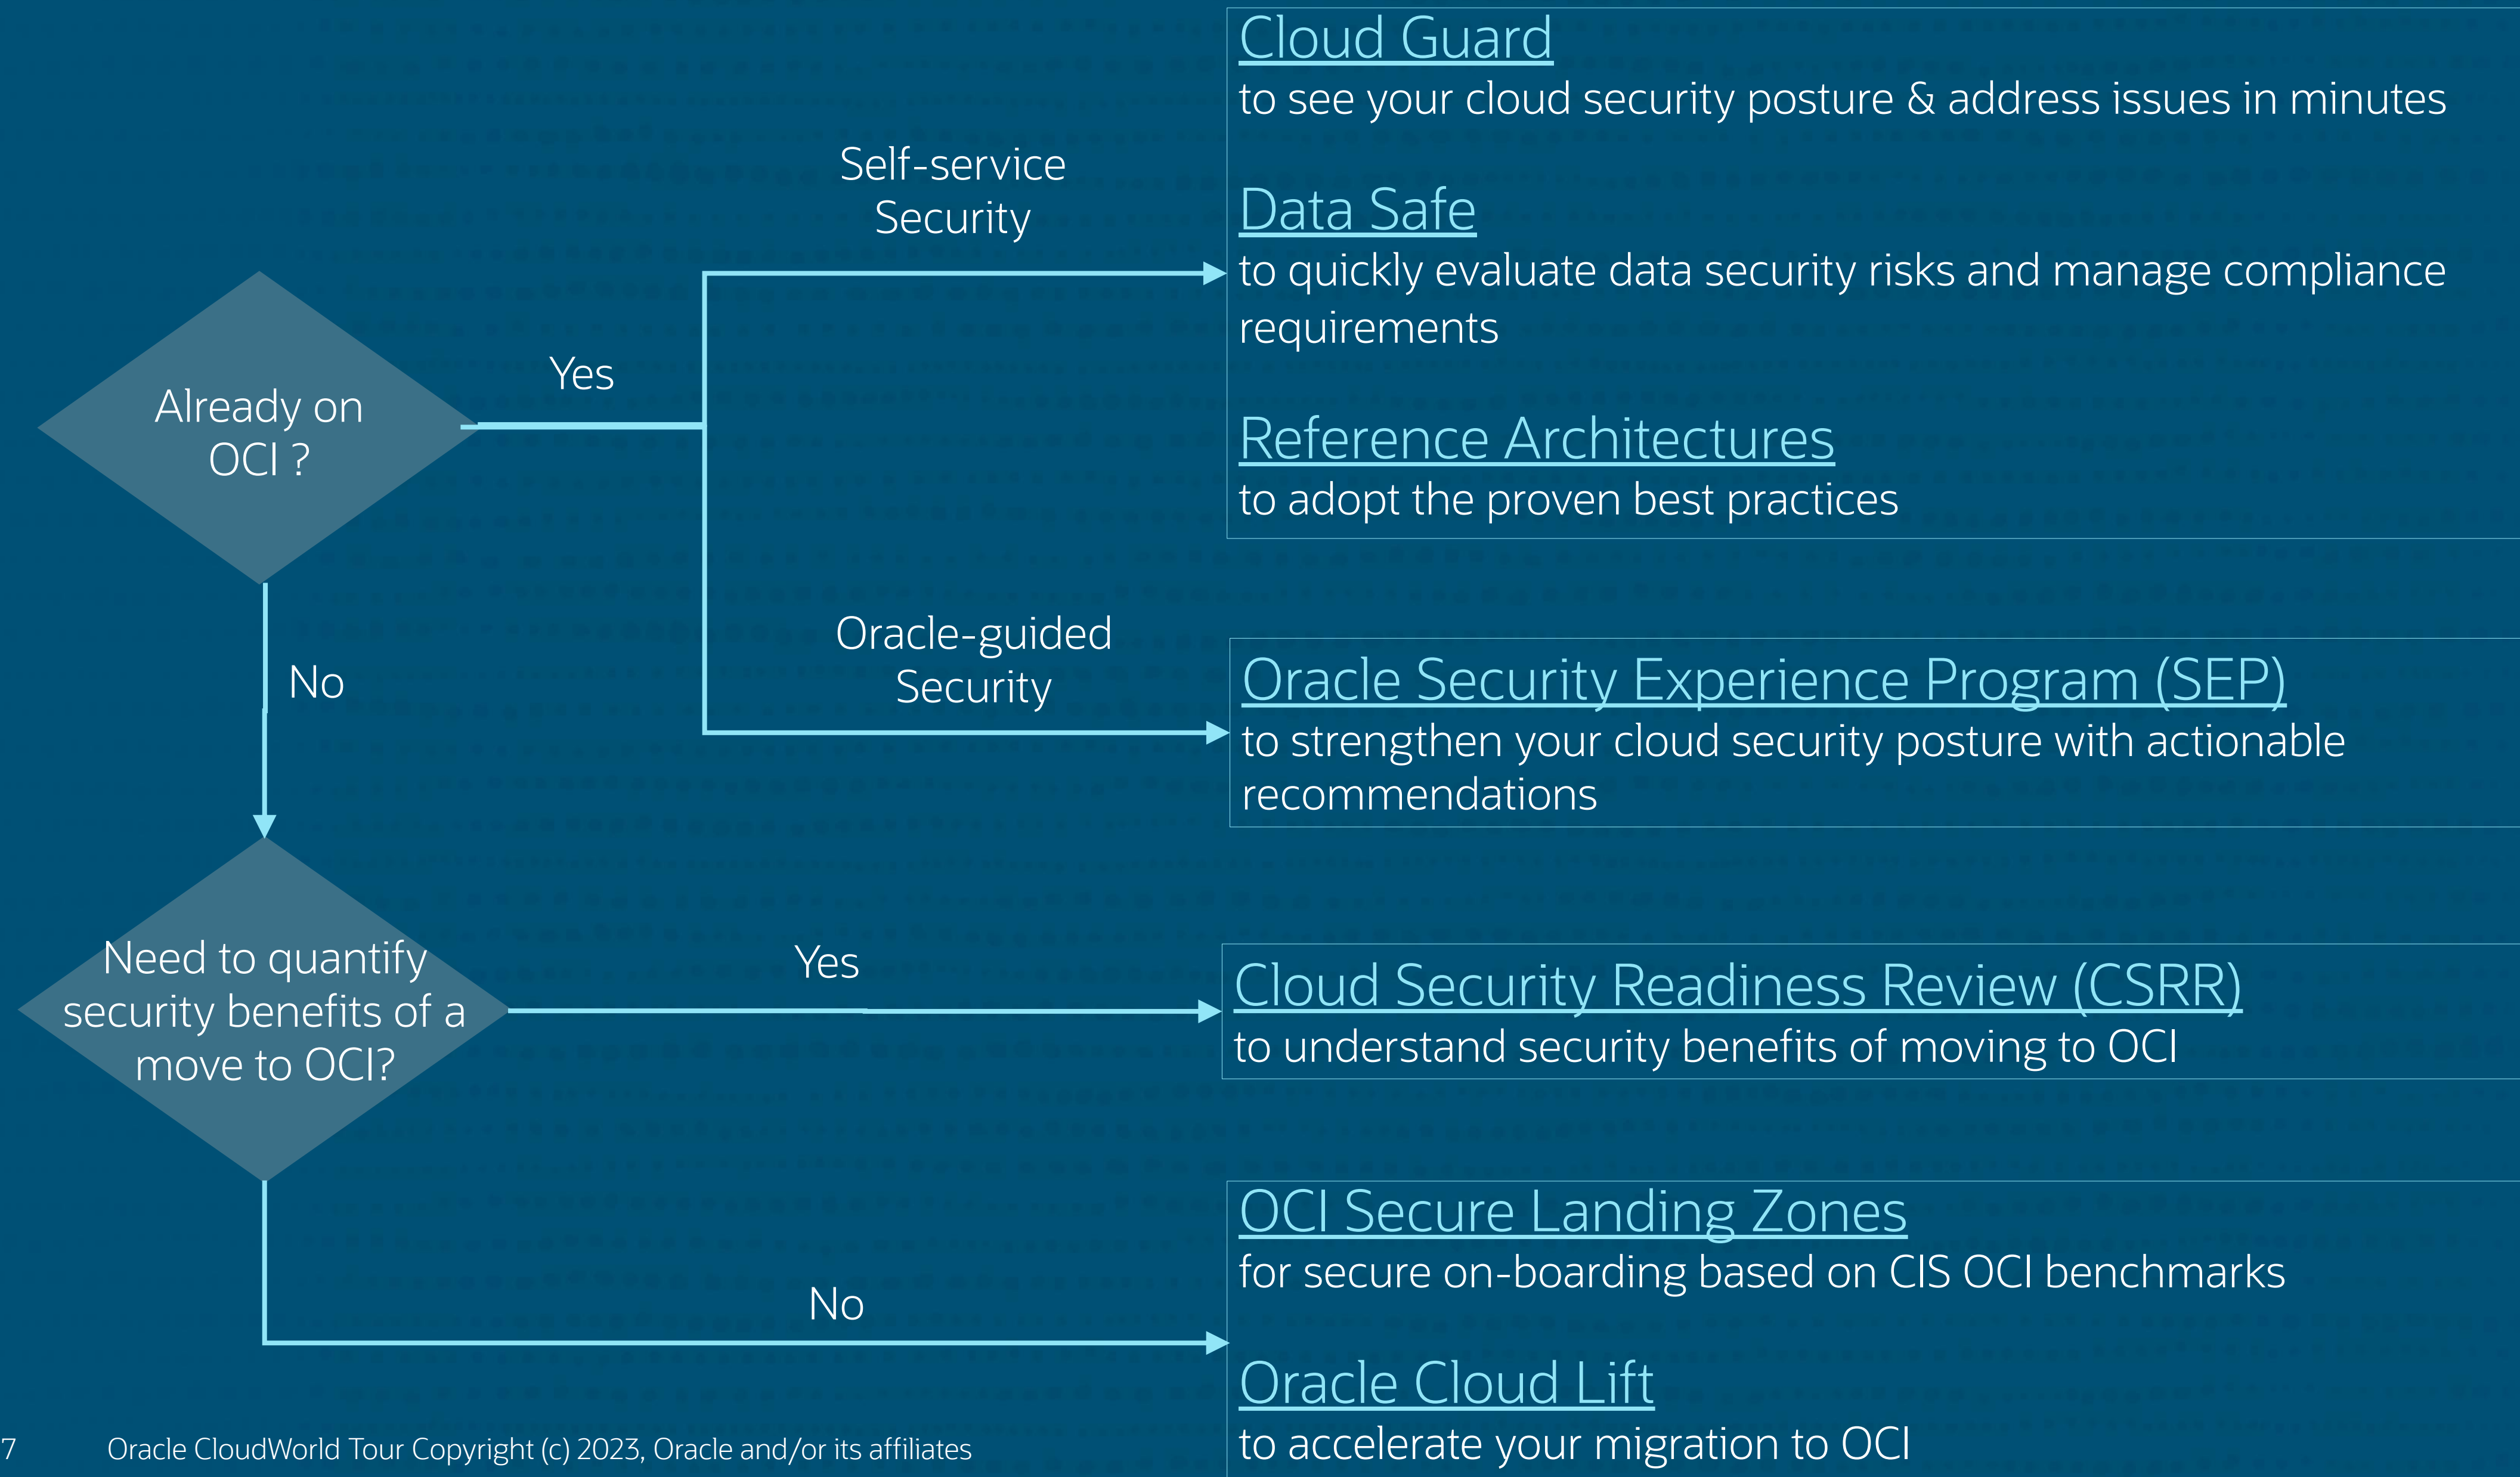 Cloud Guard
to see your cloud security posture & address issues in minutes
Self-service
Security
Data Safe
to quickly evaluate data security risks and manage compliance
requirements
Yes
Already on
OCI ?
Reference Architectures
to adopt the proven best practices
Oracle-guided
Security
No
Oracle Security Experience Program (SEP)
to strengthen your cloud security posture with actionable
recommendations
Need to quantify
security benefits of a
move to OCI?
Yes
Cloud Security Readiness Review (CSRR)
to understand security benefits of moving to OCI
OCI Secure Landing Zones
for secure on-boarding based on CIS OCI benchmarks
No
Oracle Cloud Lift
to accelerate your migration to OCI
7 Oracle CloudWorld Tour Copyright (c) 2023, Oracle and/or its affiliates